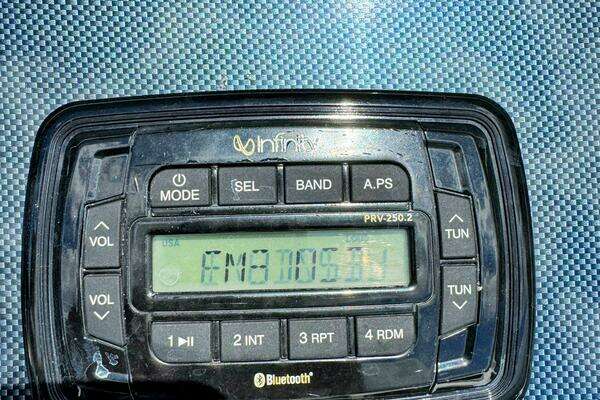 Infinity
MODE SEL BAND A.PS
PRV-250.2
VOL TUN
USA
VOL TUN
1 2 INT 3 RPT 4 RDM
Bluetooth®